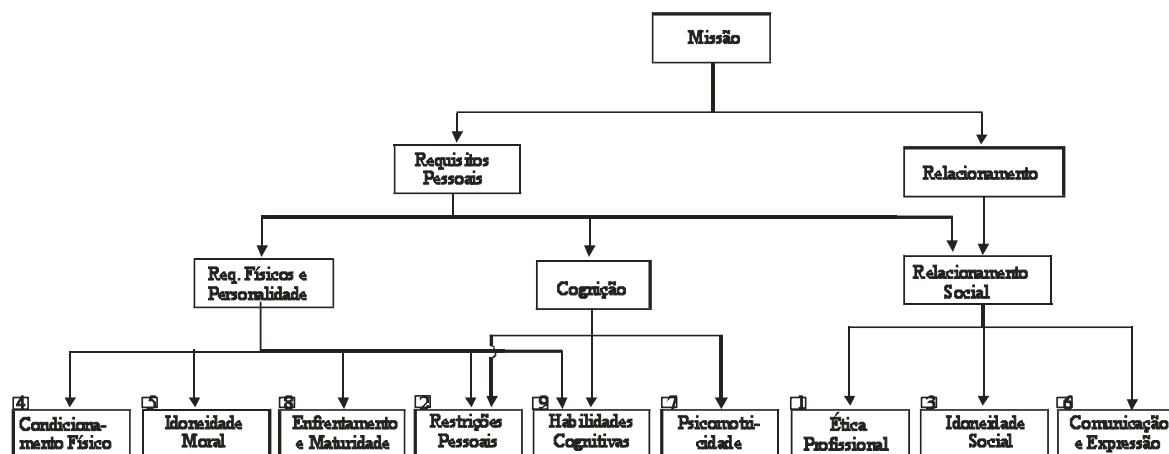 Missão
Requisitos
Pessoais
Relacionamento
Req. Físicos e
Personalidade
Cognição
Relacionamento
Social
4
Condiciona-
mento Físico
5
Idoneidade
Moral
8
Enfrentamento
e Maturidade
2
Restrições
Pessoais
9
Habilidades
Cognitivas
7
Psicomotri-
cidade
1
Ética
Profissional
3
Idoneidade
Social
6
Comunicação
e Expressão